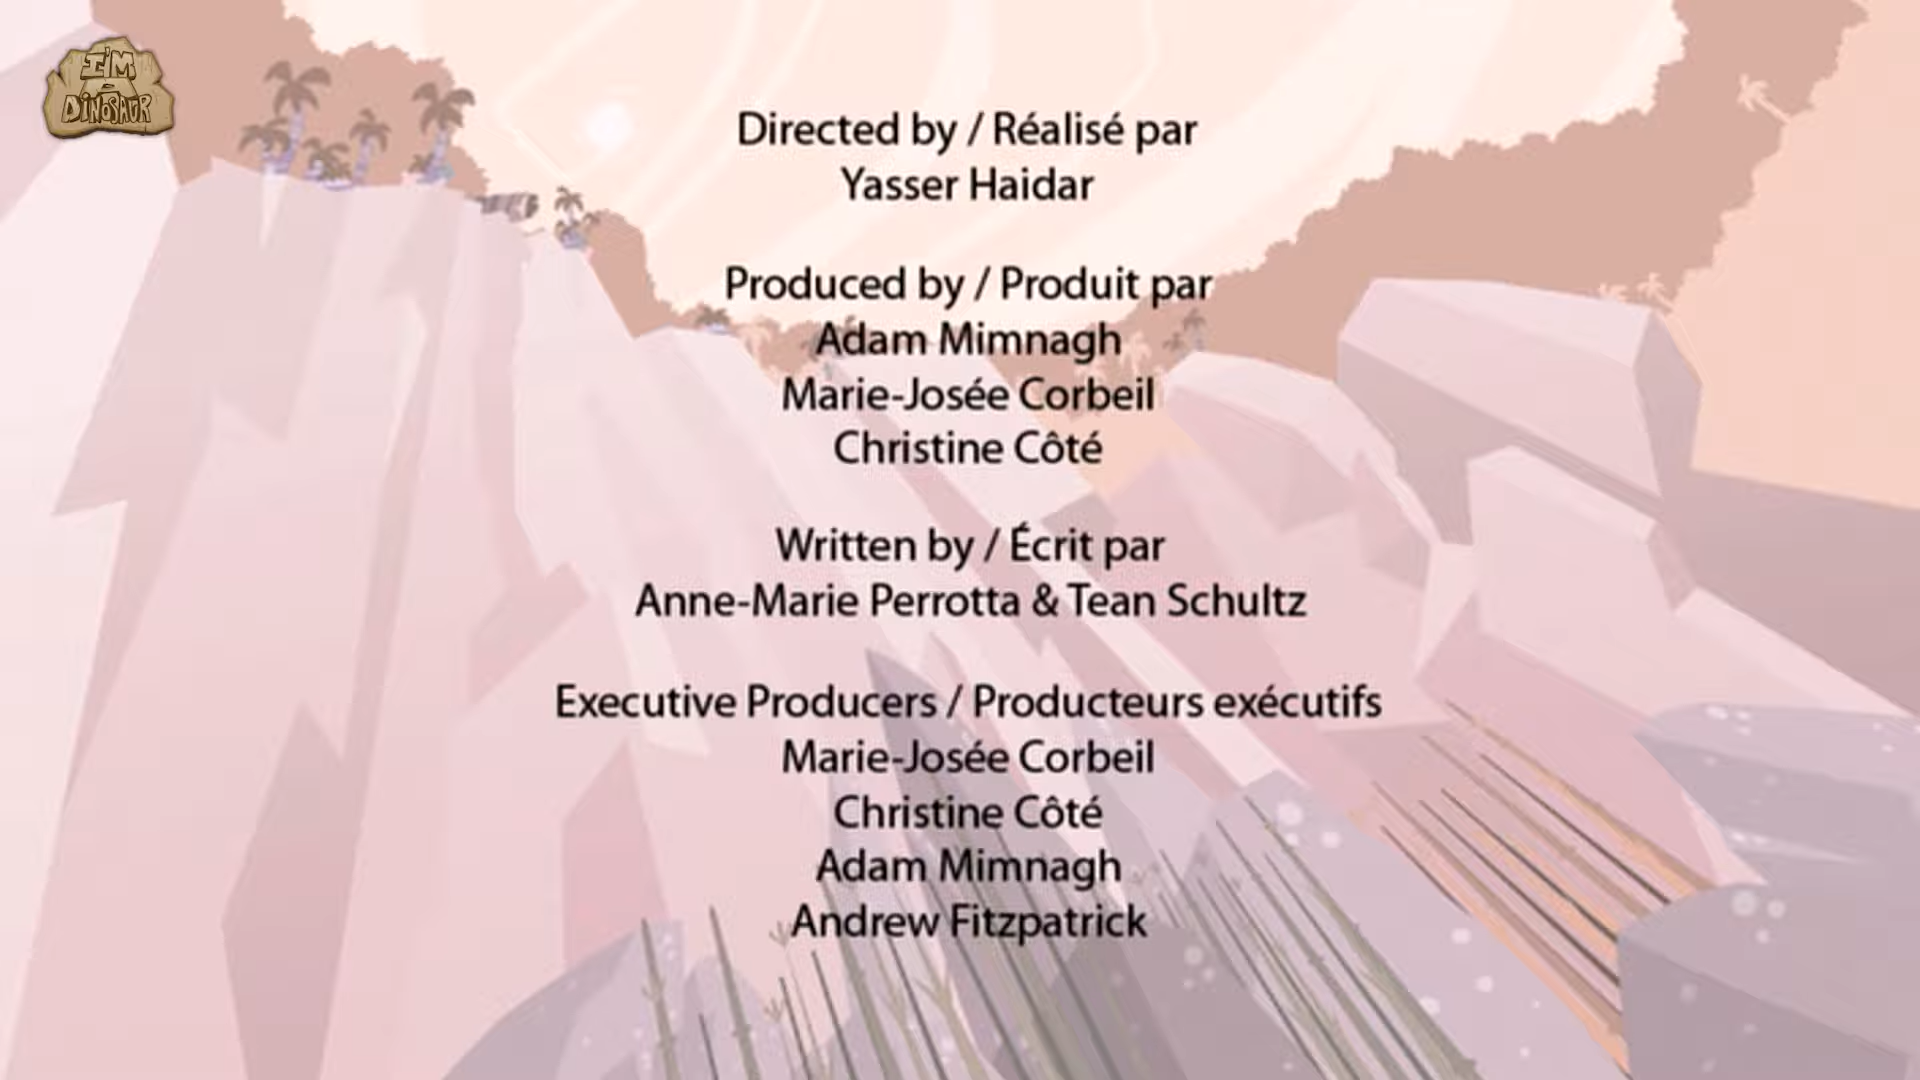 I'M
A
DINOSAUR
Directed by / Réalisé par
Yasser Haidar
Produced by / Produit par
Adam Mimnagh
Marie-Josée Corbeil
Christine Côté
Written by / Écrit par
Anne-Marie Perrotta & Tean Schultz
Executive Producers / Producteurs exécutifs
Marie-Josée Corbeil
Christine Côté
Adam Mimnagh
Andrew Fitzpatrick